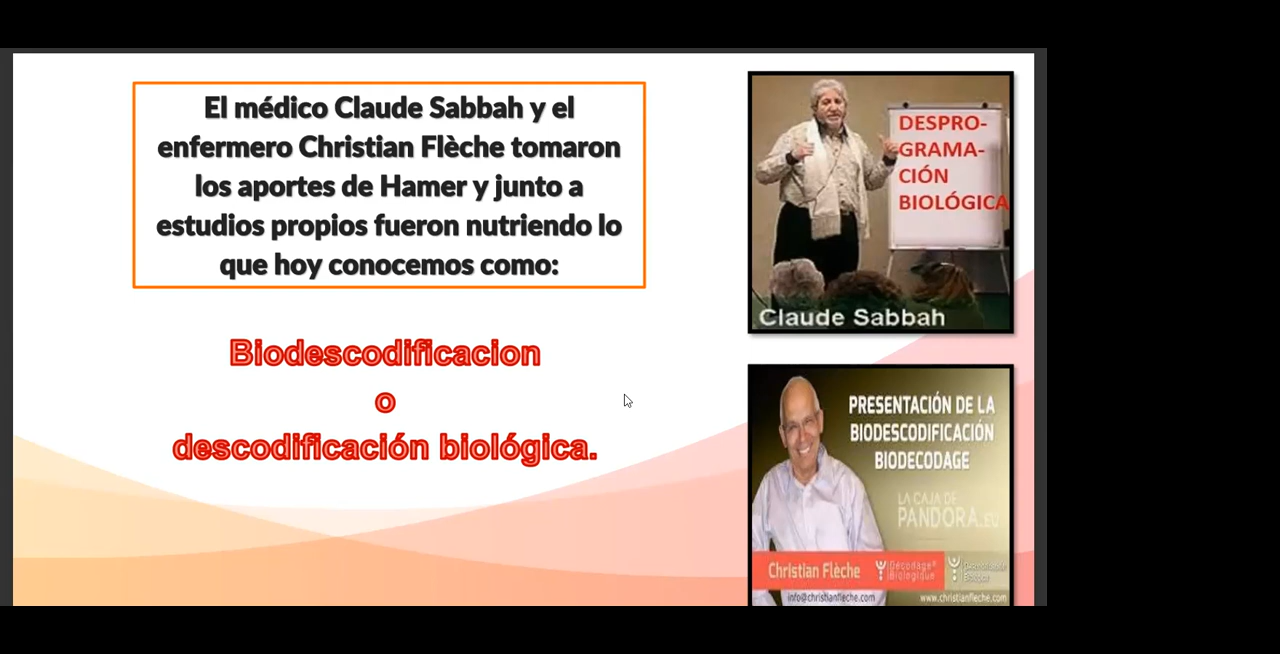 El médico Claude Sabbah y el
enfermero Christian Flèche tomaron
los aportes de Hamer y junto a
estudios propios fueron nutriendo lo
que hoy conocemos como:
Biodescodificacion
o
descodificación biológica.
DESPRO-
GRAMA-
CIÓN
BIOLÓGICA
Claude Sabbah
PRESENTACIÓN DE LA
BIODESCODIFICACIÓN
BIODECODAGE
LA CAJA DE
PANDORA.EU
Christian Flèche
Décodage®
Biologique
info@christianfleche.com
www.christianfleche.com